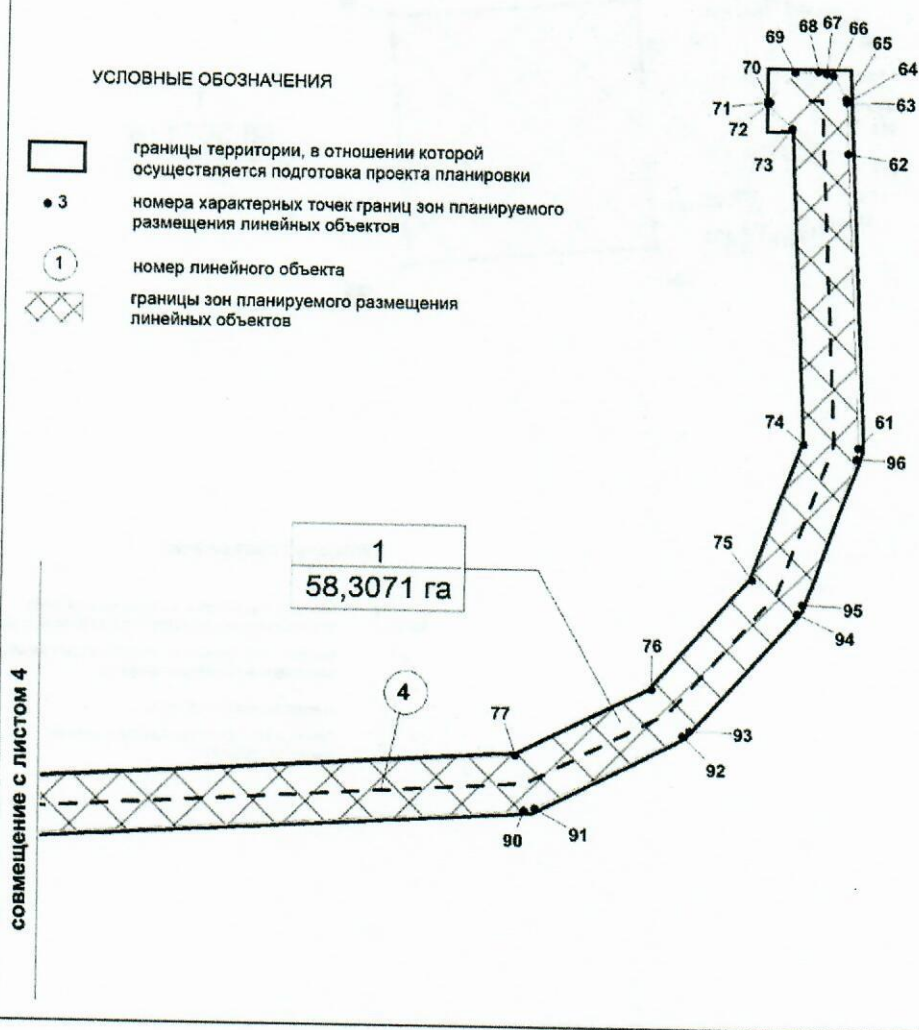 УСЛОВНЫЕ ОБОЗНАЧЕНИЯ
границы территории, в отношении которой
осуществляется подготовка проекта планировки
3
номера характерных точек границ зон планируемого
размещения линейных объектов
1
номер линейного объекта
границы зон планируемого размещения
линейных объектов
69
68
67
66
65
70
64
71
63
72
73
62
74
61
96
1
58,3071 га
75
95
94
76
4
77
93
92
90
91
совмещение с листом 4